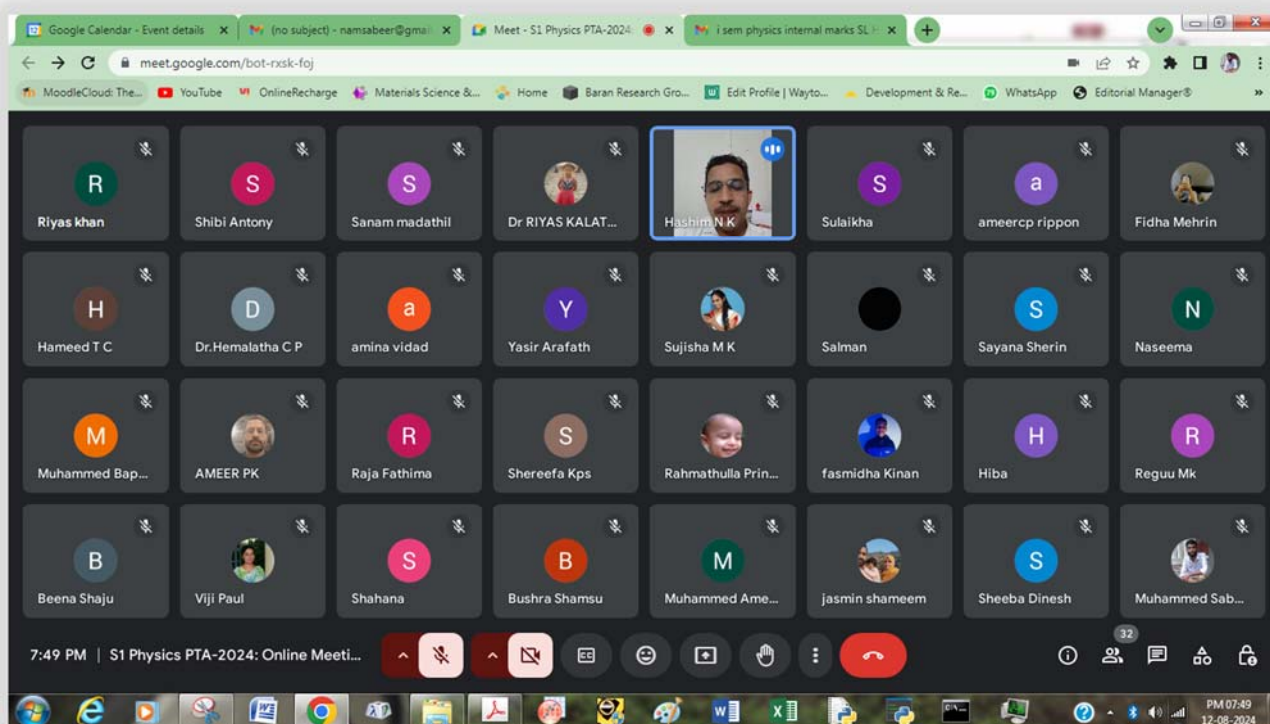 Google Calendar - Event details
(no subject) - namsabeer@gmai
Meet - S1 Physics PTA-2024:
i sem physics internal marks SL H
meet.google.com/bot-rxsk-foj
MoodleCloud: The... YouTube OnlineRecharge Materials Science &... Home Baran Research Gro... Edit Profile | Wayto... Development & Re... WhatsApp Editorial Manager® »
R S S S a
Riyas khan Shibi Antony Sanam madathil Dr RIYAS KALAT... Hashim N K Sulaikha ameercp rippon Fidha Mehrin
H D a Y S N
Hameed T C Dr.Hemalatha C P amina vidad Yasir Arafath Sujisha M K Salman Sayana Sherin Naseema
M R S H R
Muhammed Bap... AMEER PK Raja Fathima Shereefa Kps Rahmathulla Prin... fasmidha Kinan Hiba Reguu Mk
B S B M S
Beena Shaju Viji Paul Shahana Bushra Shamsu Muhammed Ame... jasmin shameem Sheeba Dinesh Muhammed Sab...
32
7:49 PM | S1 Physics PTA-2024: Online Meeti...
PM 07:49
12-08-2024